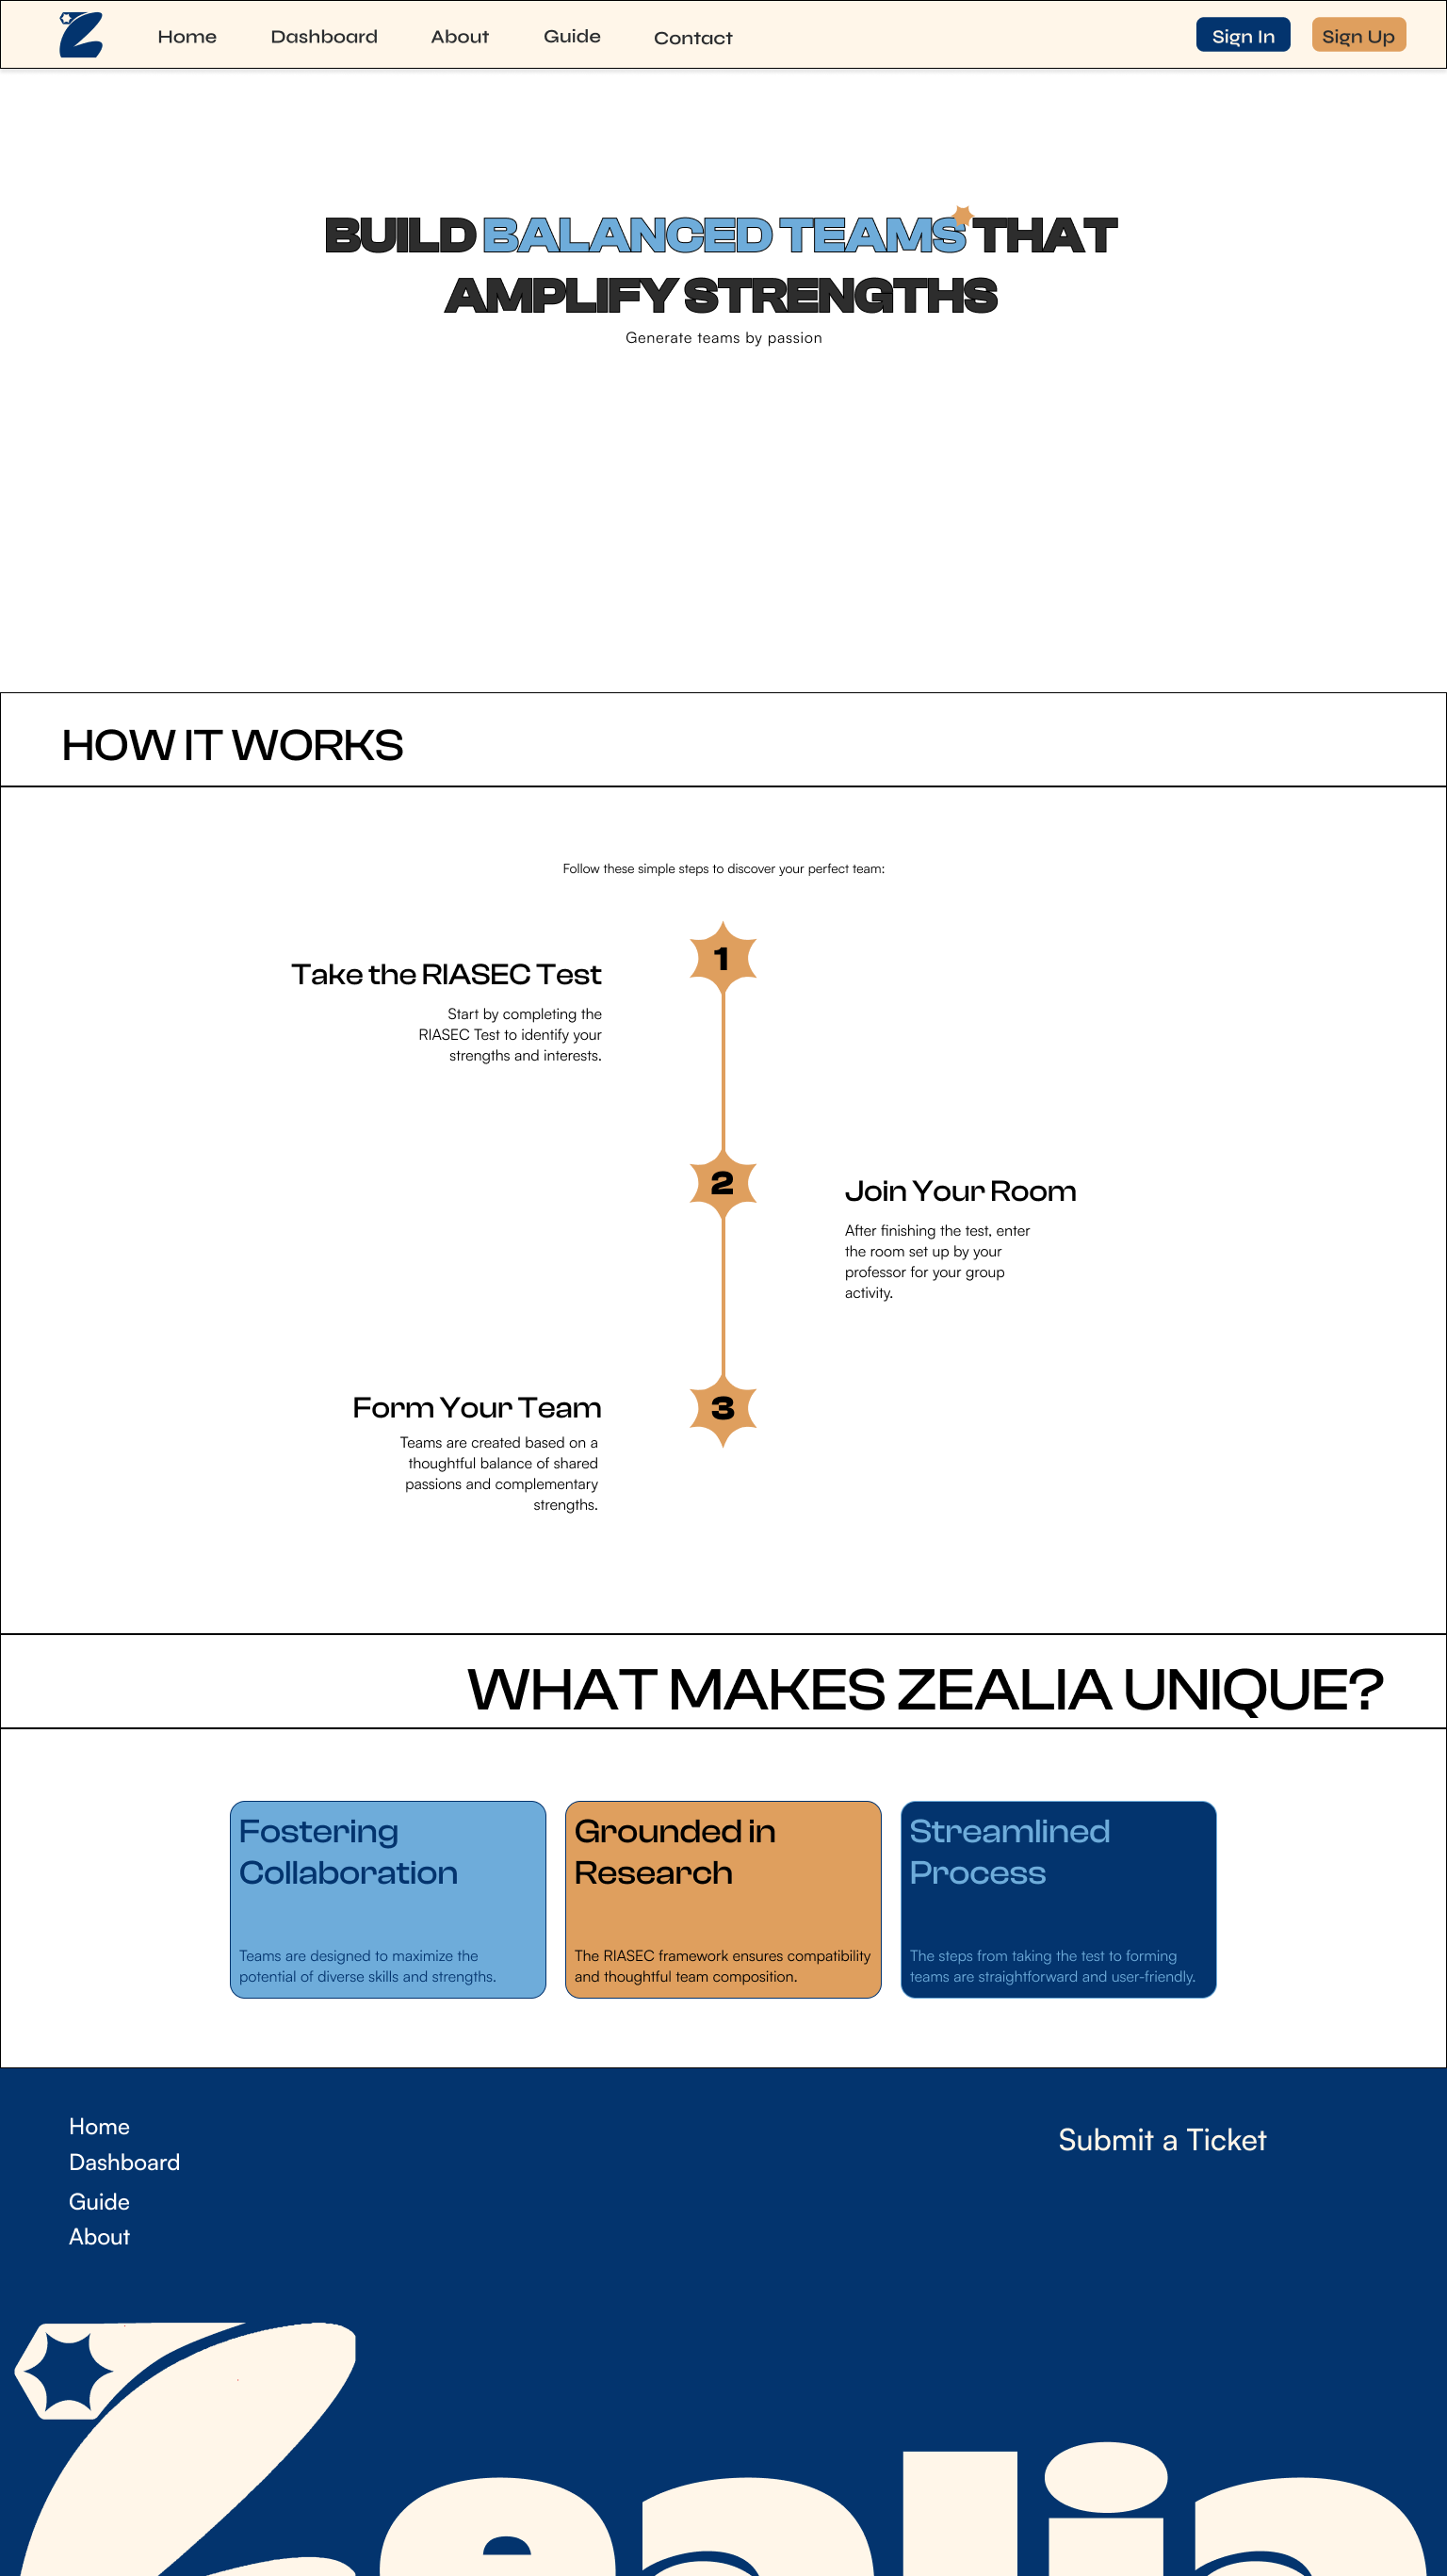 Home Dashboard About Guide Contact Sign In Sign Up
BUILD BALANCED TEAMS THAT
AMPLIFY STRENGTHS
Generate teams by passion
HOW IT WORKS
Follow these simple steps to discover your perfect team:
1
Take the RIASEC Test
Start by completing the
RIASEC Test to identify your
strengths and interests.
2
Join Your Room
After finishing the test, enter
the room set up by your
professor for your group
activity.
3
Form Your Team
Teams are created based on a
thoughtful balance of shared
passions and complementary
strengths.
WHAT MAKES ZEALIA UNIQUE?
Fostering
Collaboration
Teams are designed to maximize the
potential of diverse skills and strengths.
Grounded in
Research
The RIASEC framework ensures compatibility
and thoughtful team composition.
Streamlined
Process
The steps from taking the test to forming
teams are straightforward and user-friendly.
Home
Dashboard
Guide
About
Submit a Ticket
Zealia